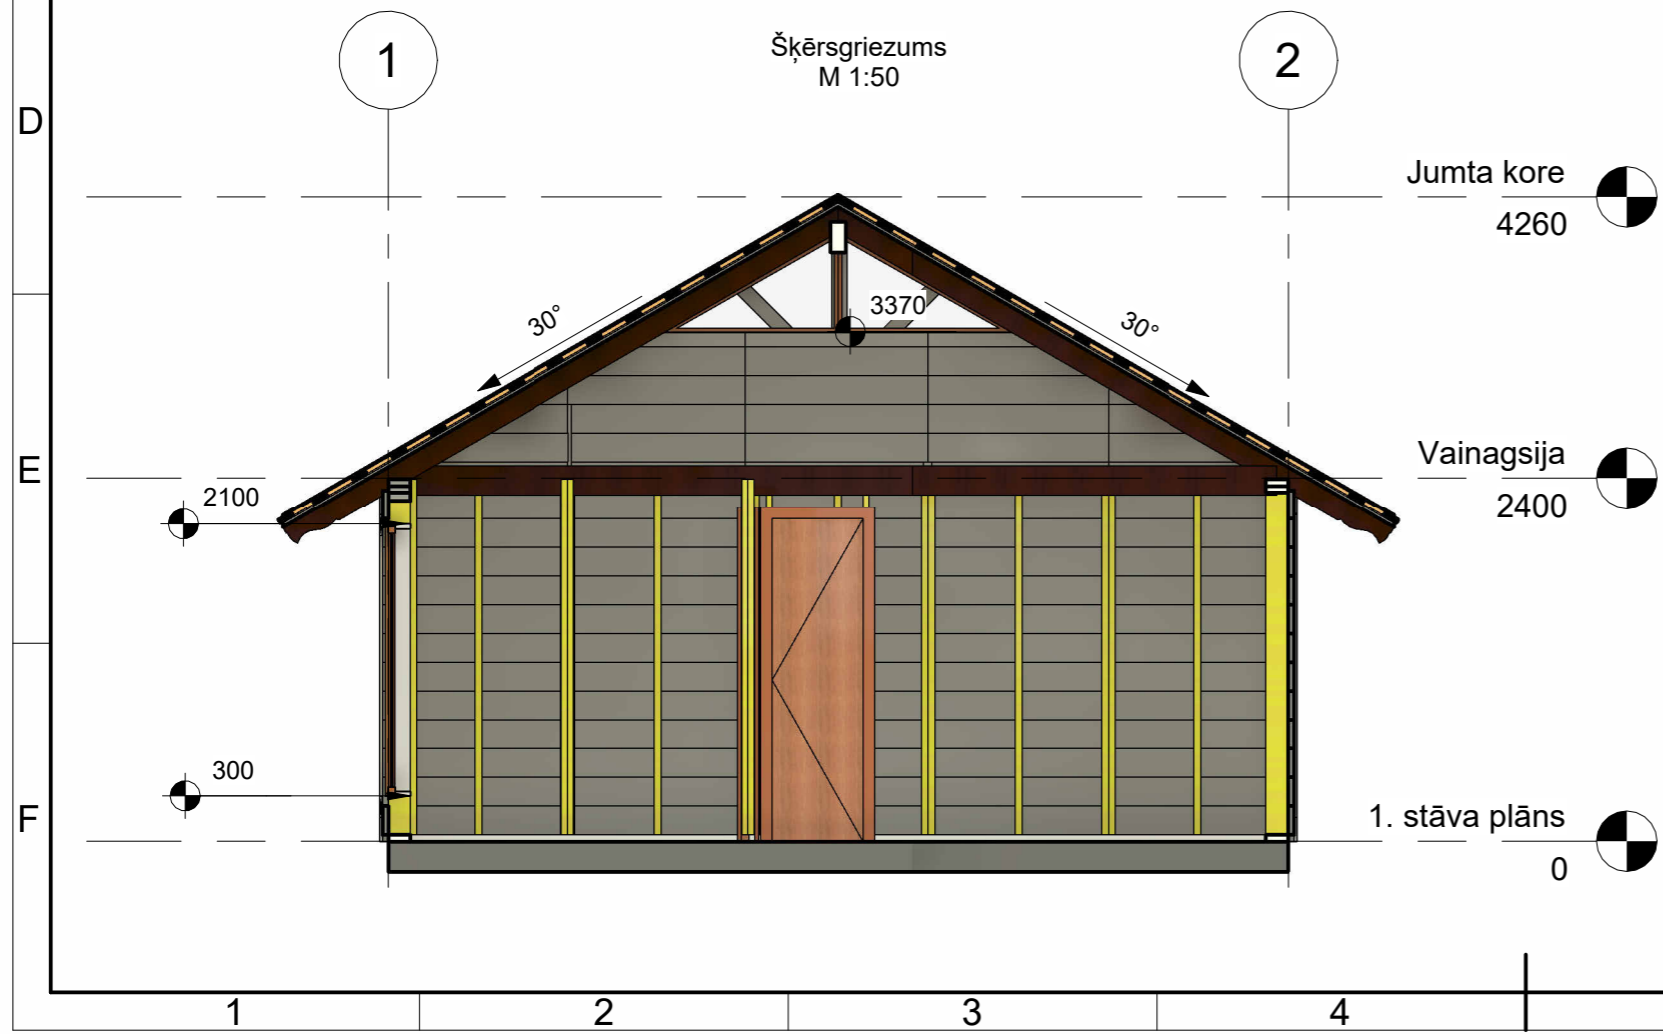 1
Šķērsgriezums
M 1:50
2
D
Jumta kore
4260
3370
30°
30°
E
Vainagsija
2400
2100
300
F
1. stāva plāns
0
1
2
3
4